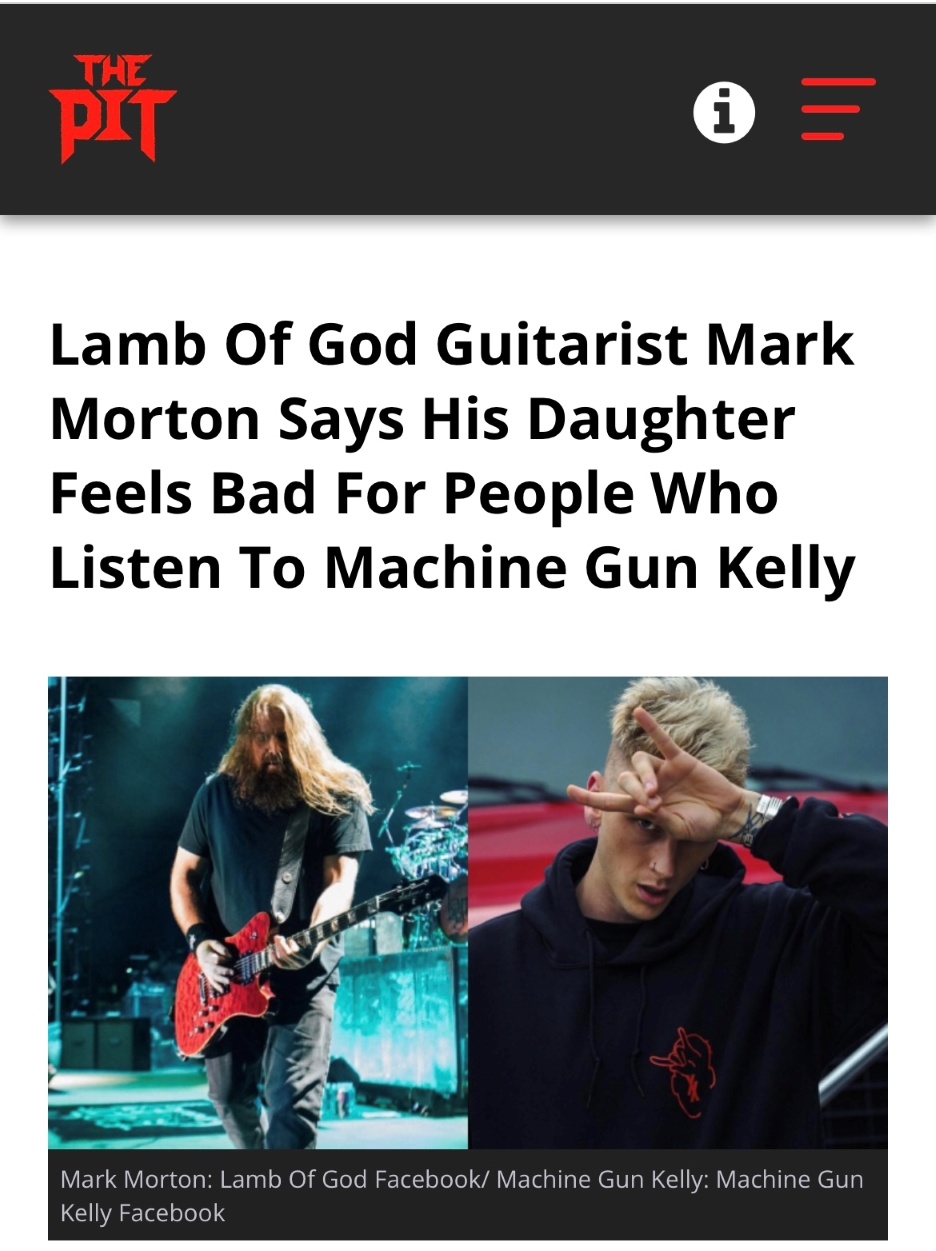 THE
PIT
Lamb Of God Guitarist Mark
Morton Says His Daughter
Feels Bad For People Who
Listen To Machine Gun Kelly
Mark Morton: Lamb Of God Facebook/ Machine Gun Kelly: Machine Gun
Kelly Facebook